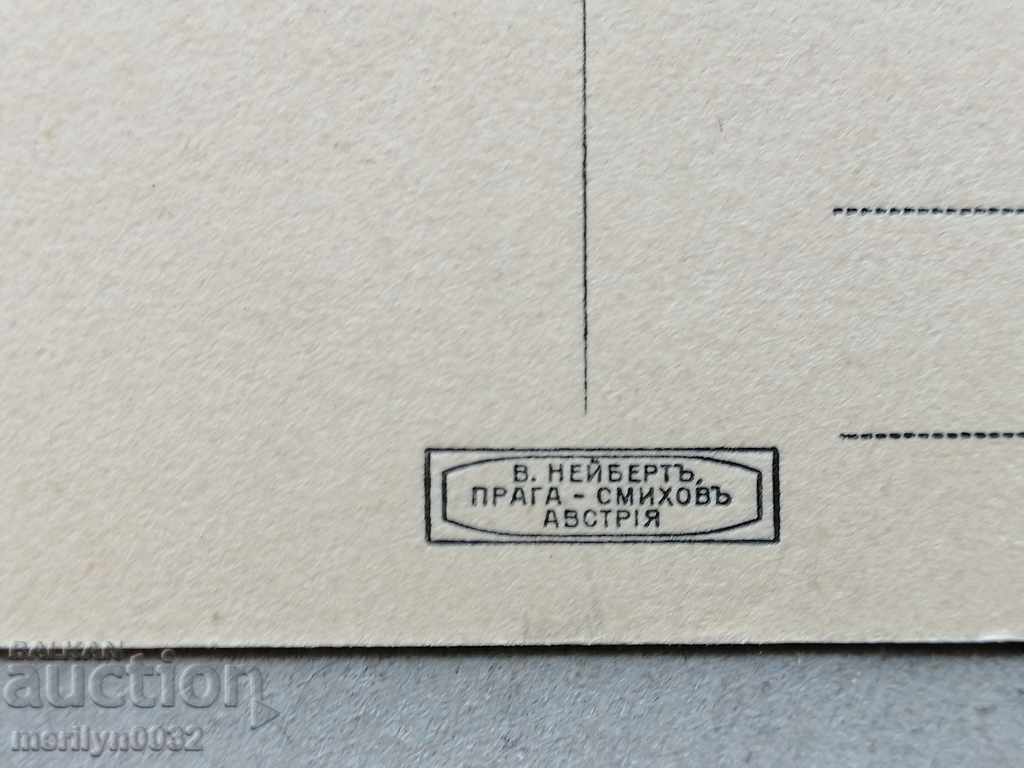 В. НЕЙБЕРТЪ,
ПРАГА - СМИХОВЪ
АВСТРІЯ
BALKAN
auction
merilyn0032